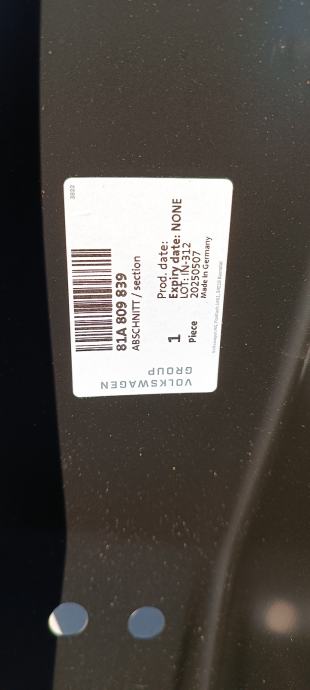 VOLKSWAGEN
GROUP
81A 809 839
ABSCHNITT / section
1
Piece
Prod. date:
Expiry date: NONE
LOT: IN-312
20250507
Made in Germany